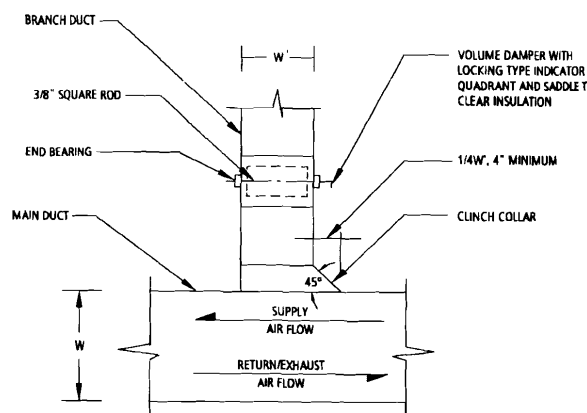 BRANCH DUCT
W'
VOLUME DAMPER WITH
LOCKING TYPE INDICATOR
QUADRANT AND SADDLE T
CLEAR INSULATION
3/8" SQUARE ROD
END BEARING
1/4W', 4" MINIMUM
MAIN DUCT
CLINCH COLLAR
45°
SUPPLY
AIR FLOW
W
RETURN/EXHAUST
AIR FLOW